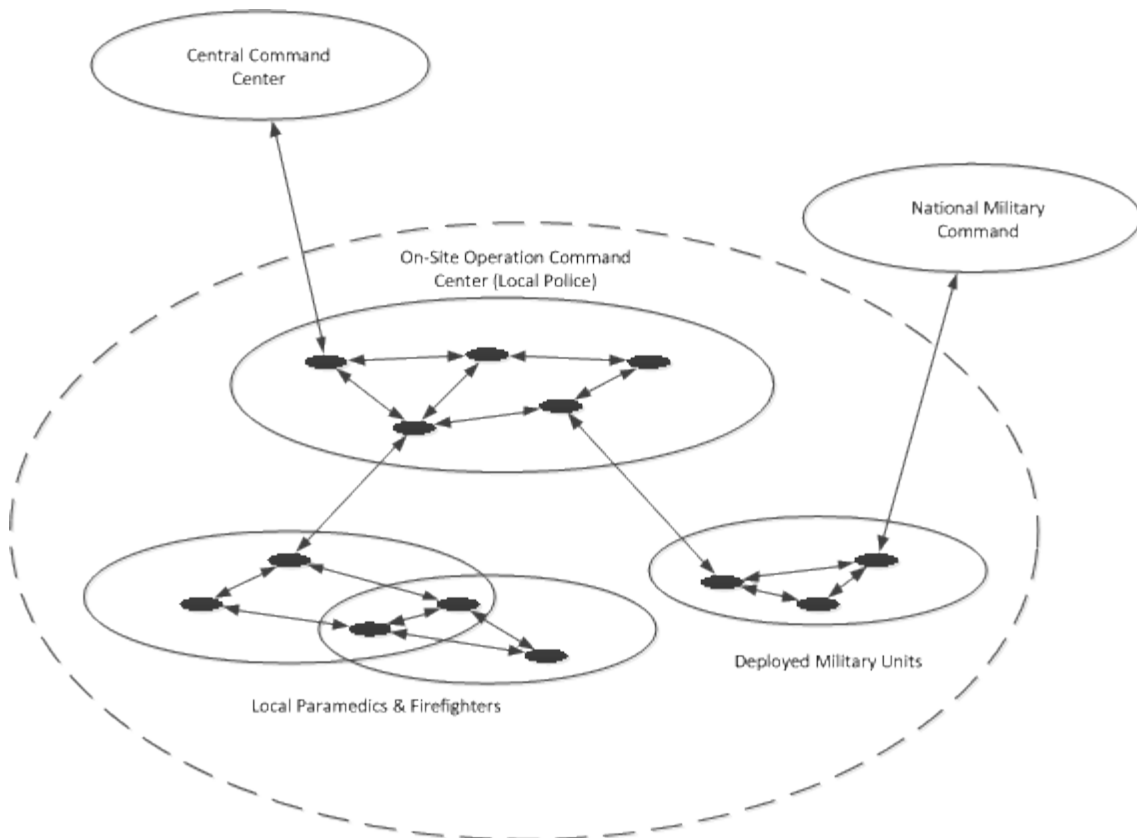 Central Command
Center
National Military
Command
On-Site Operation Command
Center (Local Police)
Deployed Military Units
Local Paramedics & Firefighters